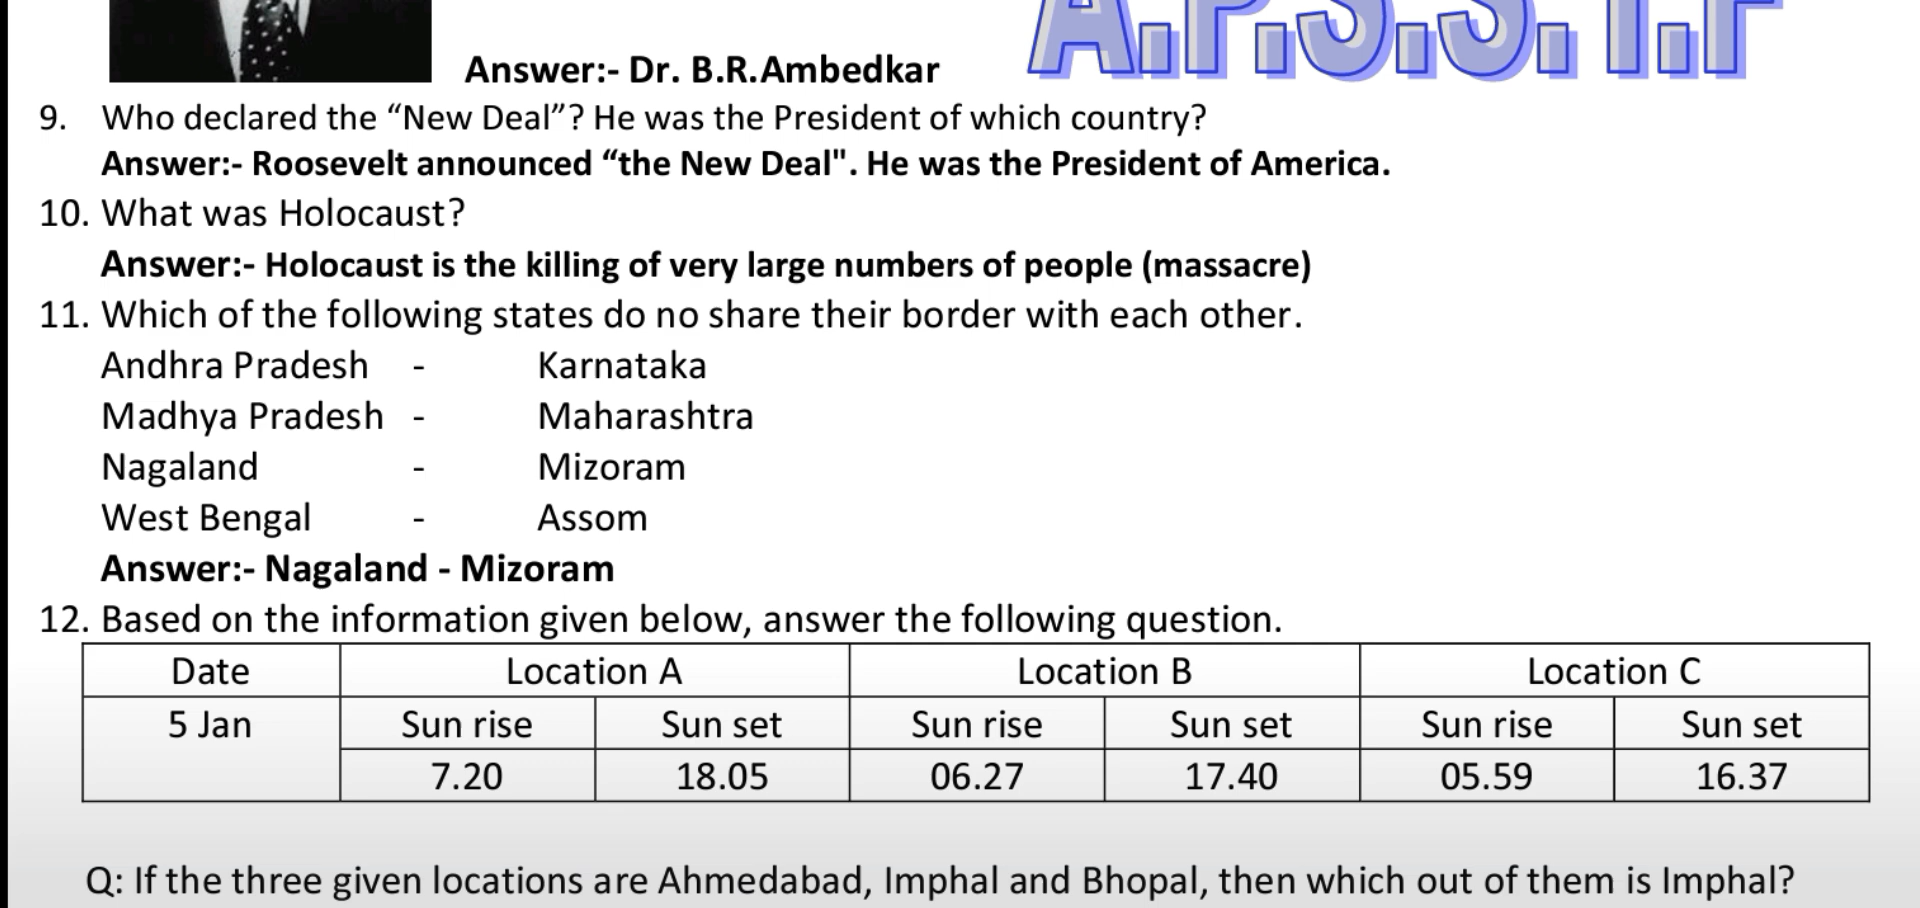 A.P.S.S.T.F
Answer:- Dr. B.R.Ambedkar
9. Who declared the “New Deal”? He was the President of which country?
Answer:- Roosevelt announced “the New Deal". He was the President of America.
10. What was Holocaust?
Answer:- Holocaust is the killing of very large numbers of people (massacre)
11. Which of the following states do no share their border with each other.
Andhra Pradesh - Karnataka
Madhya Pradesh - Maharashtra
Nagaland - Mizoram
West Bengal - Assom
Answer:- Nagaland - Mizoram
12. Based on the information given below, answer the following question.
Date Location A Location B Location C
5 Jan Sun rise Sun set Sun rise Sun set Sun rise Sun set
7.20 18.05 06.27 17.40 05.59 16.37
Q: If the three given locations are Ahmedabad, Imphal and Bhopal, then which out of them is Imphal?